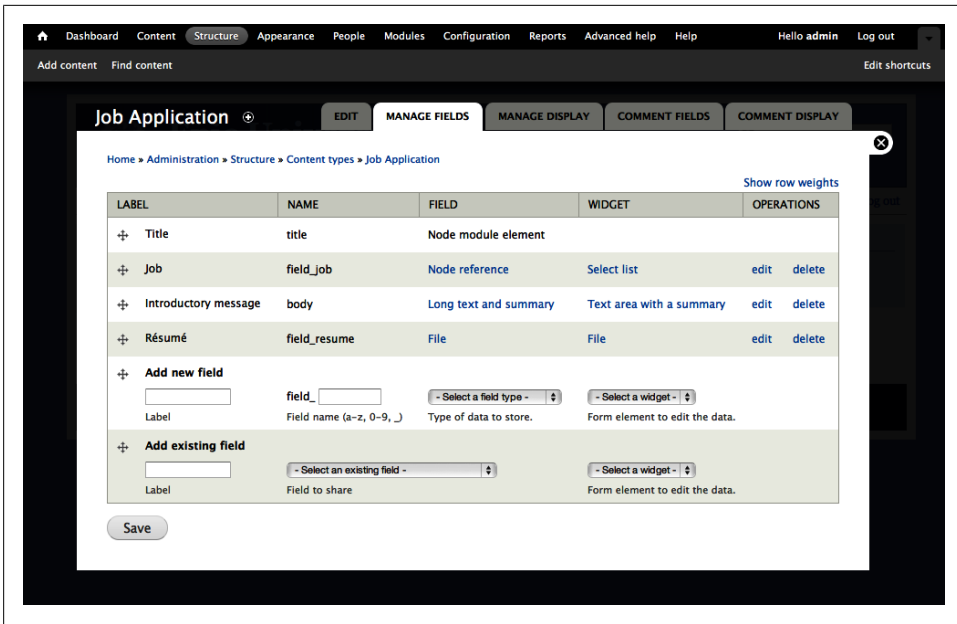 Dashboard Content Structure Appearance People Modules Configuration Reports Advanced help Help Hello admin Log out
Add content Find content Edit shortcuts
Job Application EDIT MANAGE FIELDS MANAGE DISPLAY COMMENT FIELDS COMMENT DISPLAY
Home » Administration » Structure » Content types » Job Application
Show row weights
LABEL NAME FIELD WIDGET OPERATIONS
Title title Node module element
Job field_job Node reference Select list edit delete
Introductory message body Long text and summary Text area with a summary edit delete
Résumé field_resume File File edit delete
Add new field
field_ - Select a field type - - Select a widget -
Label Field name (a-z, 0-9, _) Type of data to store. Form element to edit the data.
Add existing field
- Select an existing field - - Select a widget -
Label Field to share Form element to edit the data.
Save